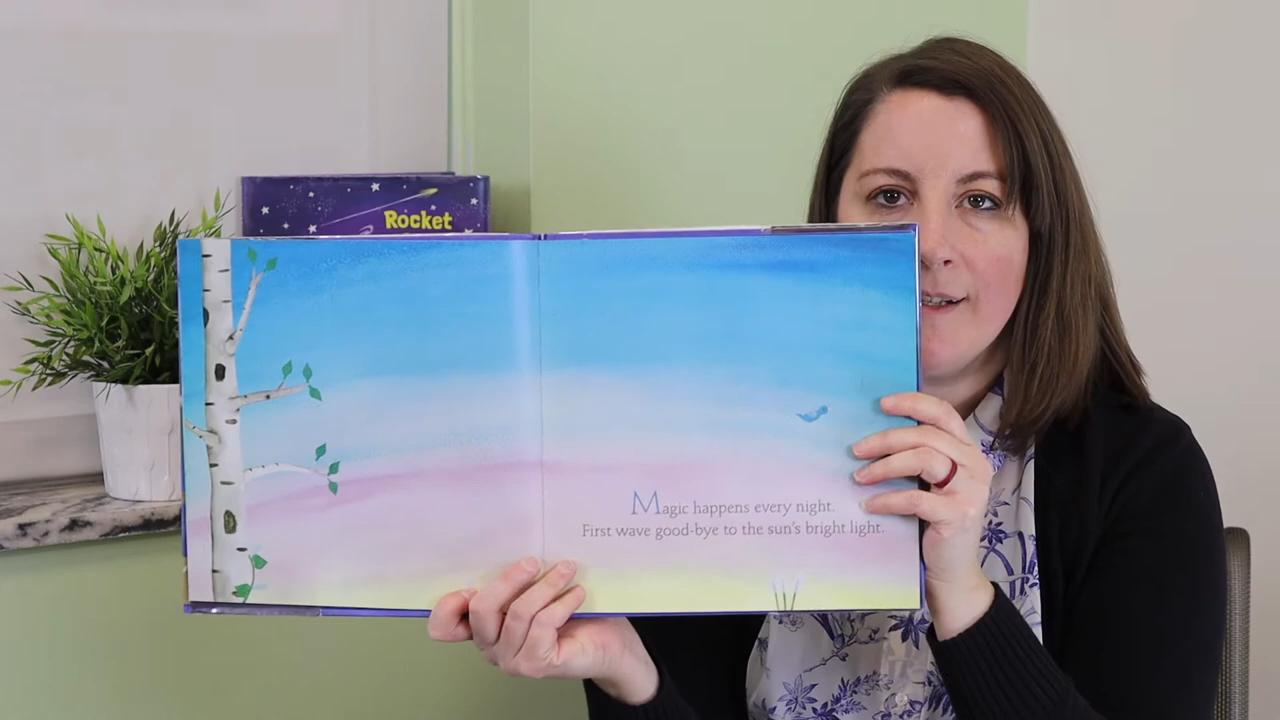 Rocket
Magic happens every night.
First wave good-bye to the sun's bright light.